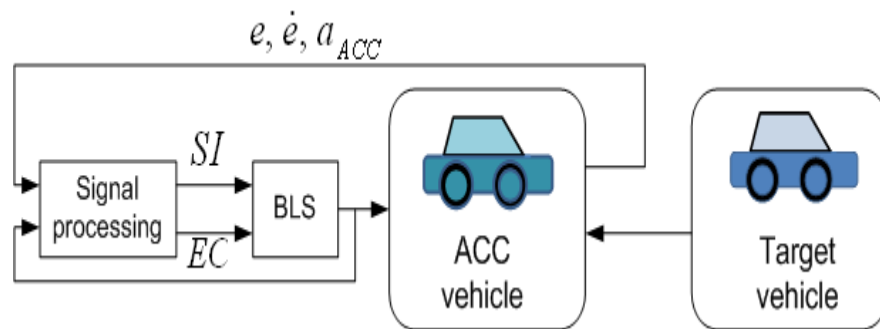 e, ė, a_ACC
SI
Signal
processing
BLS
EC
ACC
vehicle
Target
vehicle